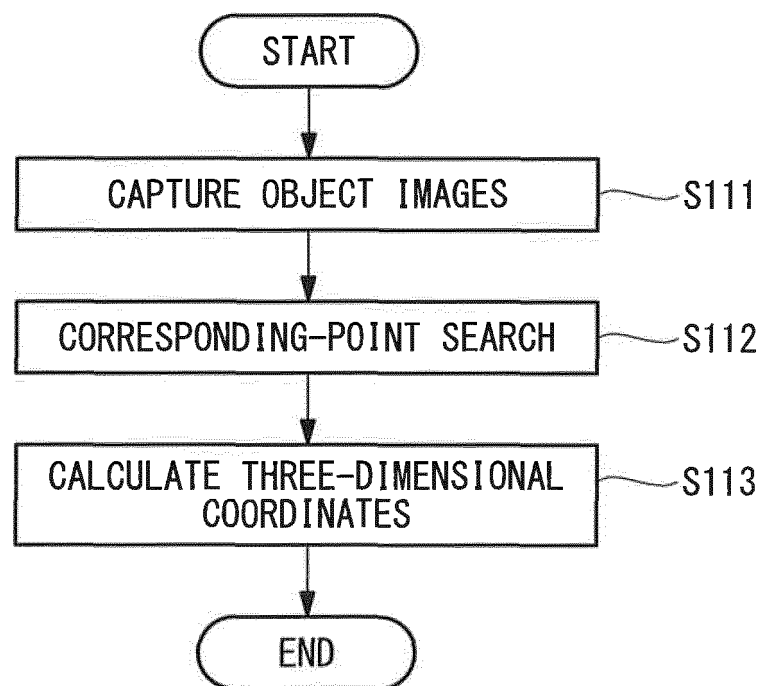 START
CAPTURE OBJECT IMAGES
S111
CORRESPONDING-POINT SEARCH
S112
CALCULATE THREE-DIMENSIONAL
COORDINATES
S113
END